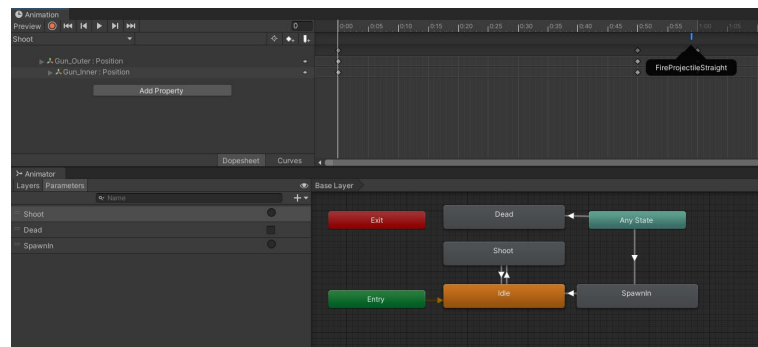 Animation
Preview 0 0:00 0:05 0:10 0:15 0:20 0:25 0:30 0:35 0:40 0:45 0:50 0:55 1:00 1:05
Shoot
Gun_Outer : Position
FireProjectileStraight
Gun_Inner : Position
Add Property
Dopesheet Curves
Animator
Layers Parameters Base Layer
Name
Shoot
Dead
SpawnIn
Exit
Dead
Any State
Shoot
Entry
Idle
SpawnIn